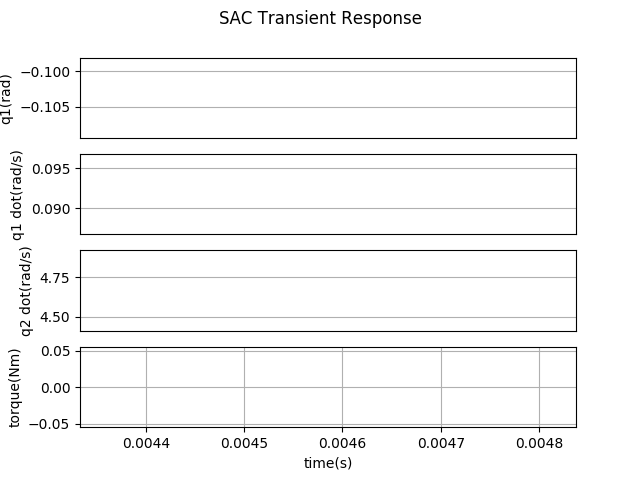 SAC Transient Response
−0.100
−0.105
q1(rad)
0.095
0.090
q1 dot(rad/s)
4.75
4.50
q2 dot(rad/s)
0.05
0.00
−0.05
torque(Nm)
0.0044 0.0045 0.0046 0.0047 0.0048
time(s)